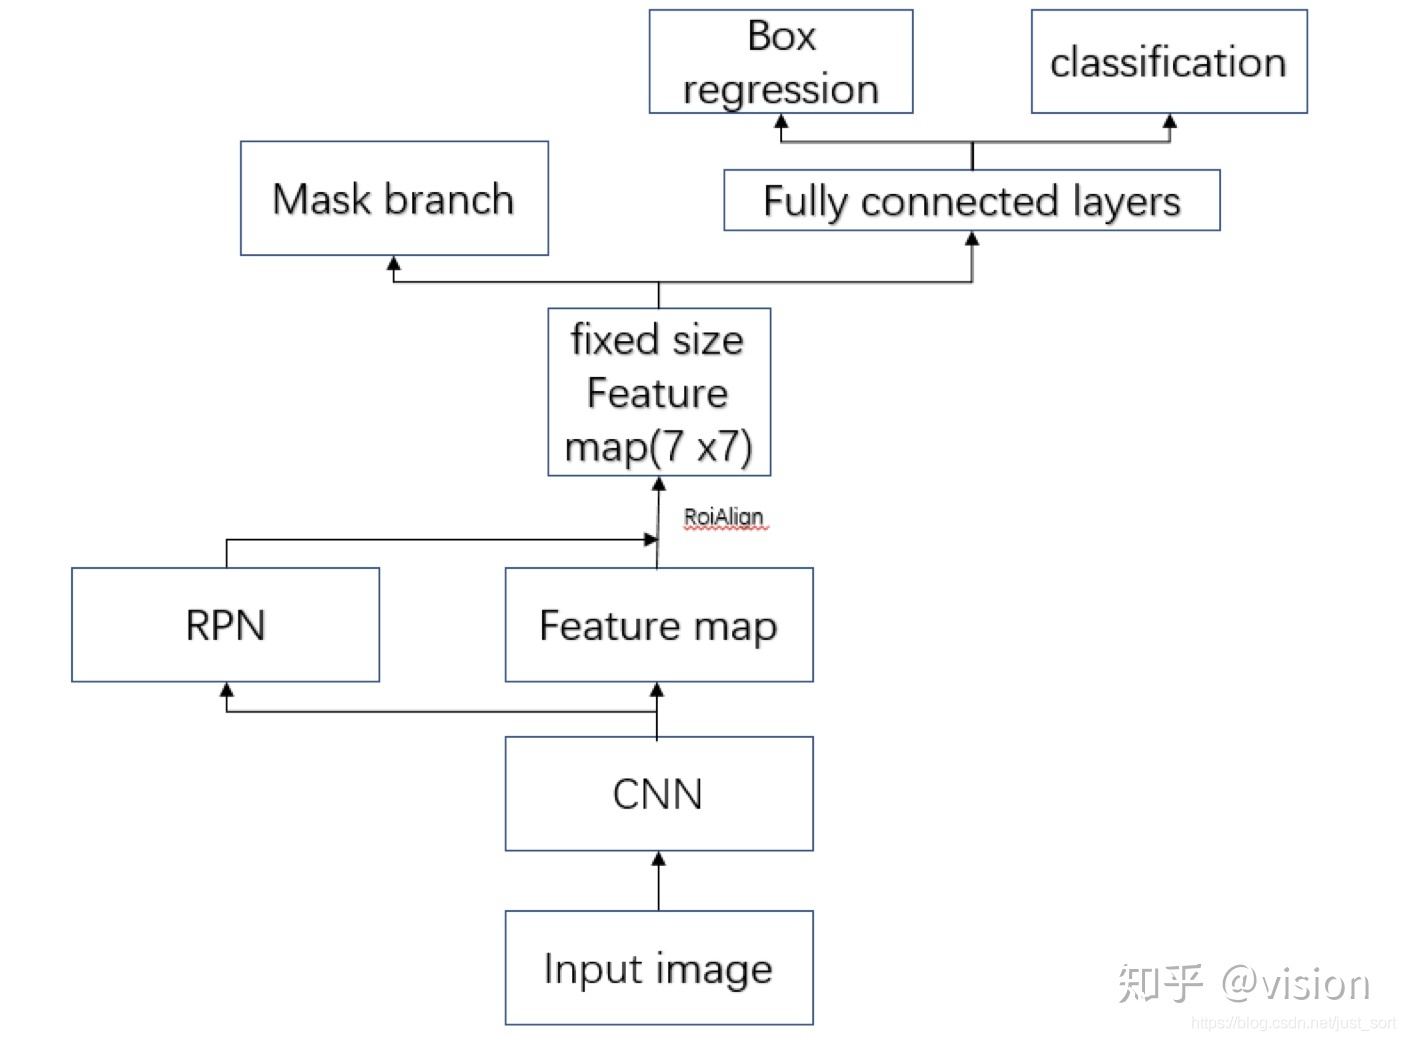 Box
regression
classification
Mask branch
Fully connected layers
fixed size
Feature
map(7 x7)
RoiAlign
RPN
Feature map
CNN
Input image
知乎 @vision
https://blog.csdn.net/just_sort